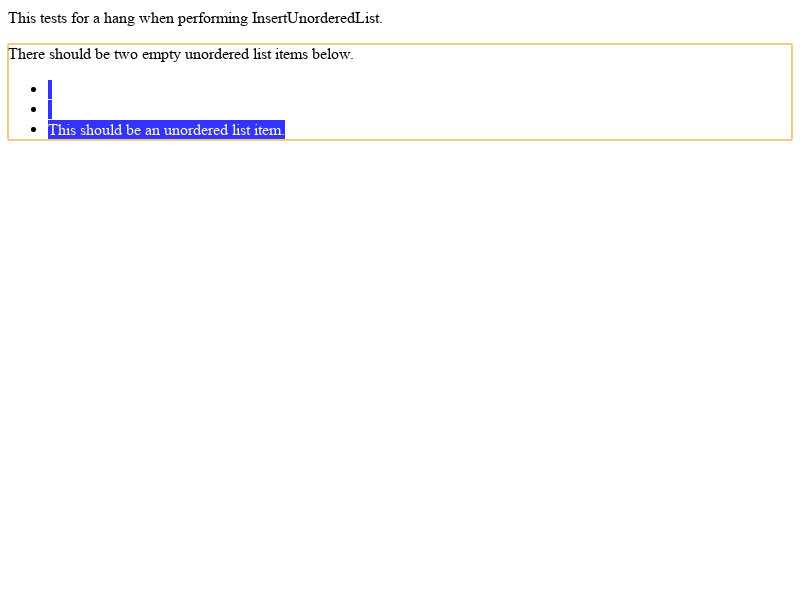 This tests for a hang when performing InsertUnorderedList.
There should be two empty unordered list items below.
This should be an unordered list item.